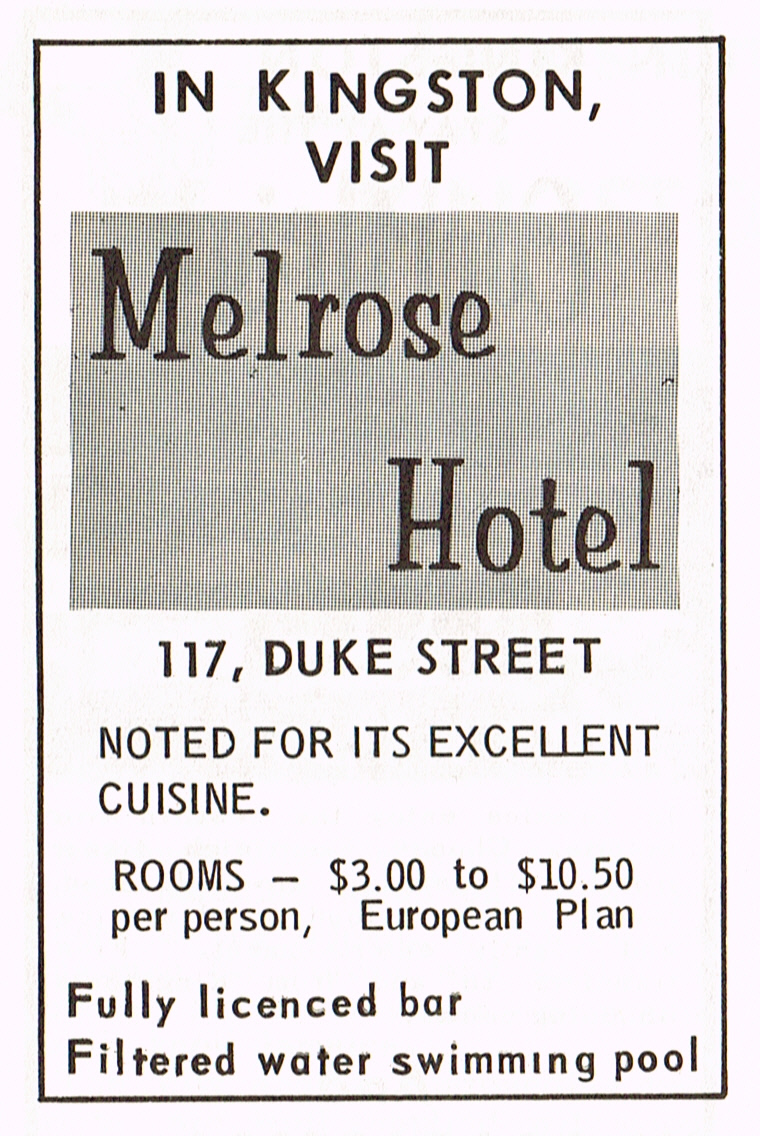 IN KINGSTON,
VISIT
Melrose
Hotel
117, DUKE STREET
NOTED FOR ITS EXCELLENT
CUISINE.
ROOMS — $3.00 to $10.50
per person, European Plan
Fully licenced bar
Filtered water swimming pool